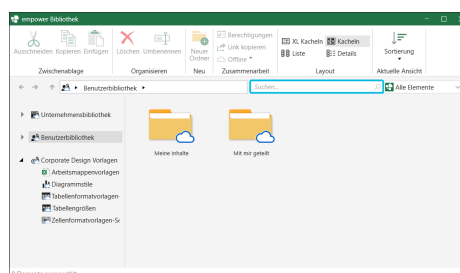 empower Bibliothek
Ausschneiden Kopieren Einfügen Löschen Umbenennen Neuer Ordner Berechtigungen XL Kacheln Kacheln Sortierung
Link kopieren Liste Details
Offline
Zwischenablage Organisieren Neu Zusammenarbeit Layout Aktuelle Ansicht
Benutzerbibliothek Suchen... Alle Elemente
Unternehmensbibliothek
Benutzerbibliothek
Corporate Design Vorlagen
Arbeitsmappenvorlagen
Diagrammstile
Tabellenformatvorlagen-
Tabellengrößen
Zellenformatvorlagen-Se
Meine Inhalte Mit mir geteilt